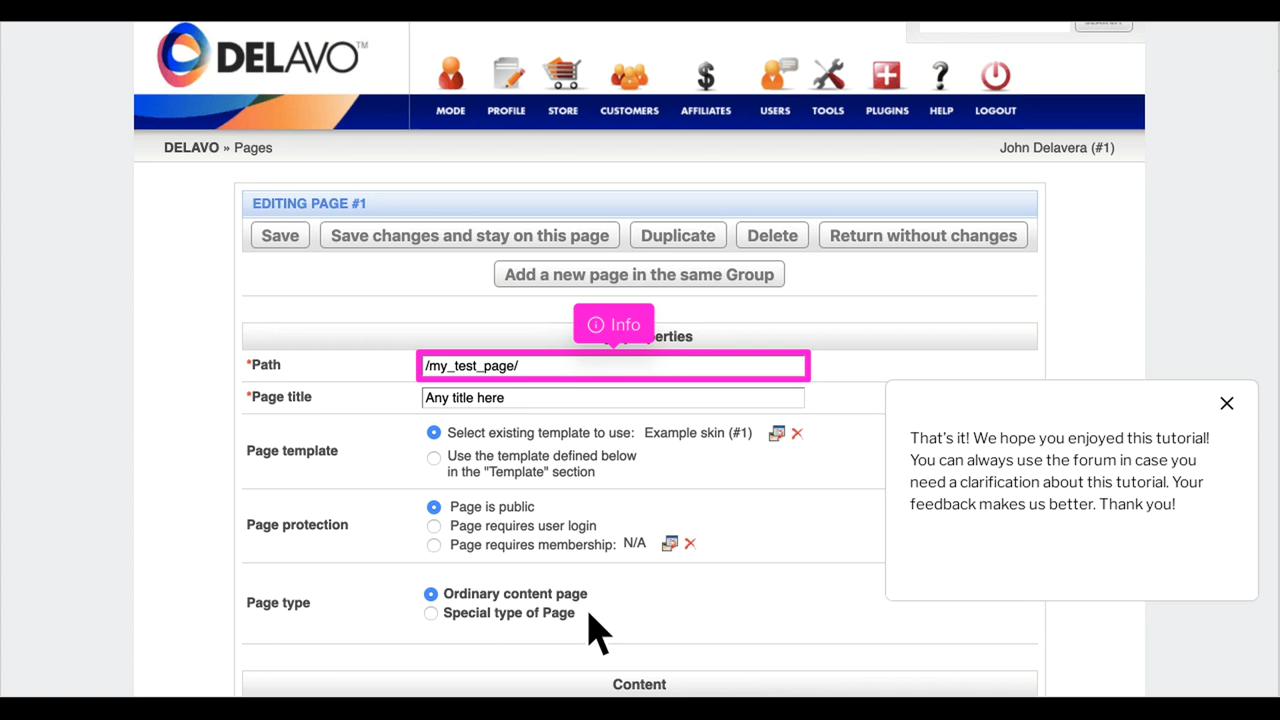 DELAVO™
MODE PROFILE STORE CUSTOMERS AFFILIATES USERS TOOLS PLUGINS HELP LOGOUT
DELAVO » Pages
John Delavera (#1)
EDITING PAGE #1
Save
Save changes and stay on this page
Duplicate
Delete
Return without changes
Add a new page in the same Group
Info
*Path
/my_test_page/
*Page title
Any title here
Page template
Select existing template to use: Example skin (#1)
Use the template defined below
in the "Template" section
Page protection
Page is public
Page requires user login
Page requires membership: N/A
Page type
Ordinary content page
Special type of Page
Content
That's it! We hope you enjoyed this tutorial!
You can always use the forum in case you
need a clarification about this tutorial. Your
feedback makes us better. Thank you!